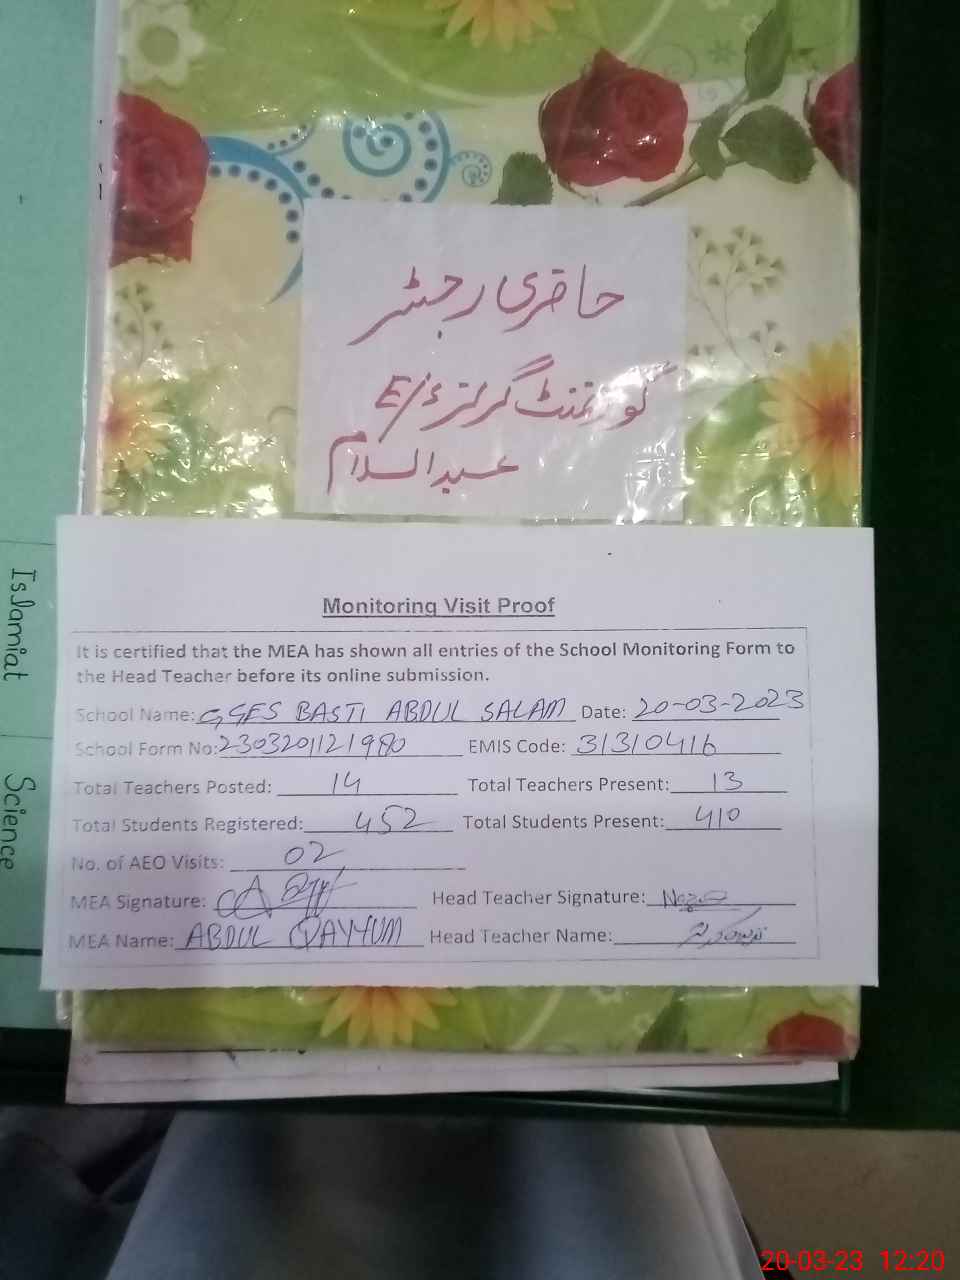 حاضری رجسٹر
گورنمنٹ گرلز E/S
عبدالسلام
Islamiat
Science
Monitoring Visit Proof
It is certified that the MEA has shown all entries of the School Monitoring Form to
the Head Teacher before its online submission.
School Name: GGES BASTI ABDUL SALAM Date: 20-03-2023
School Form No: 2303201121980 EMIS Code: 31310416
Total Teachers Posted: 14 Total Teachers Present: 13
Total Students Registered: 452 Total Students Present: 410
No. of AEO Visits: 02
MEA Signature: Head Teacher Signature:
MEA Name: ABDUL QAYYUM Head Teacher Name:
20-03-23 12:20